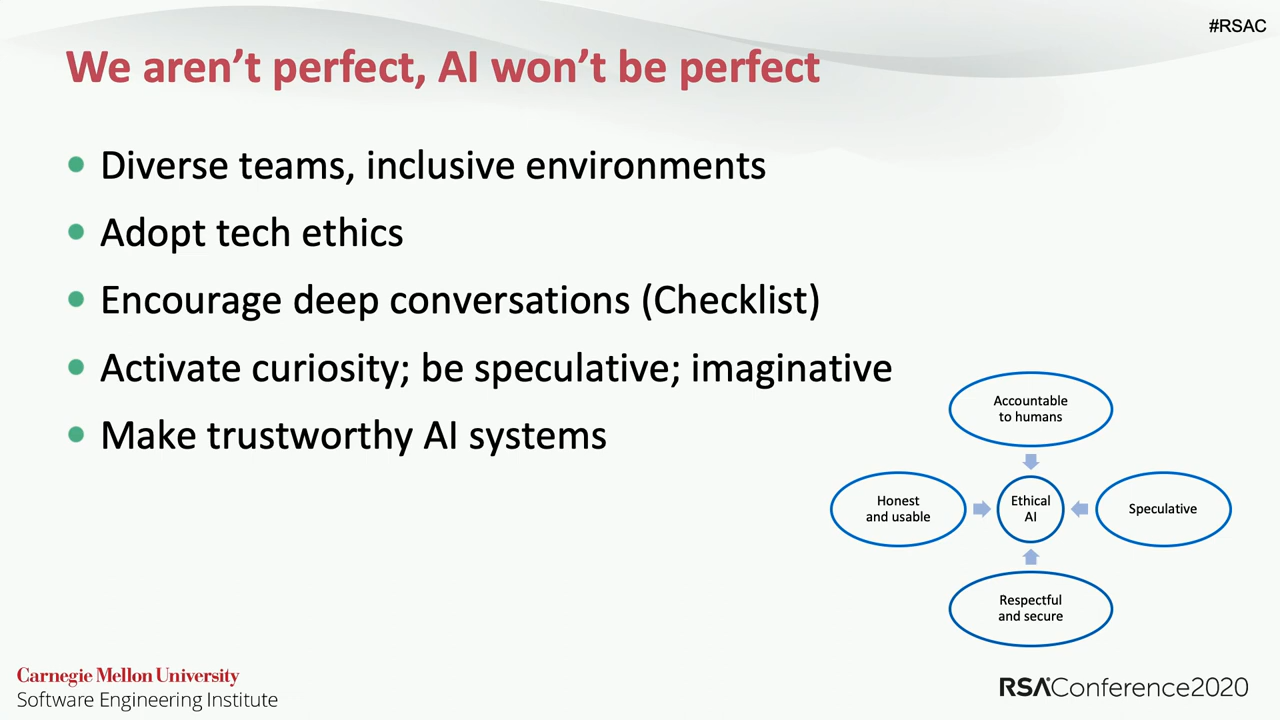 #RSAC
We aren’t perfect, AI won’t be perfect
Diverse teams, inclusive environments
Adopt tech ethics
Encourage deep conversations (Checklist)
Activate curiosity; be speculative; imaginative
Make trustworthy AI systems
Accountable
to humans
Honest
and usable
Ethical
AI
Speculative
Respectful
and secure
Carnegie Mellon University
Software Engineering Institute
RSAConference2020